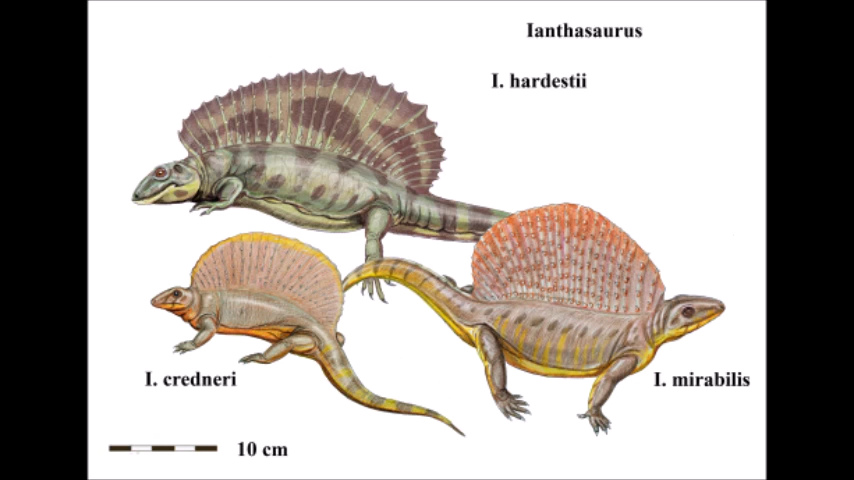 Ianthasaurus
I. hardestii
I. credneri
I. mirabilis
10 cm